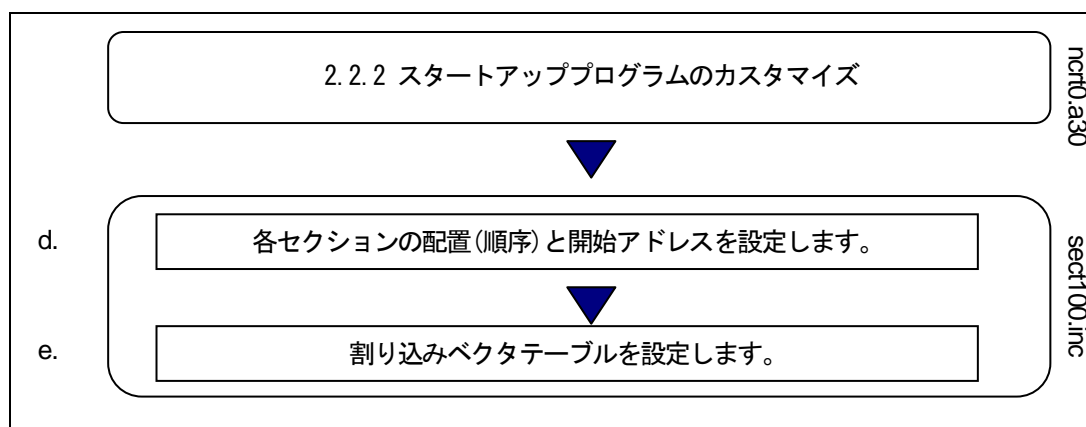 2.2.2 スタートアッププログラムのカスタマイズ
ncrt0.a30
d.
各セクションの配置(順序)と開始アドレスを設定します。
e.
割り込みベクタテーブルを設定します。
sect100.inc